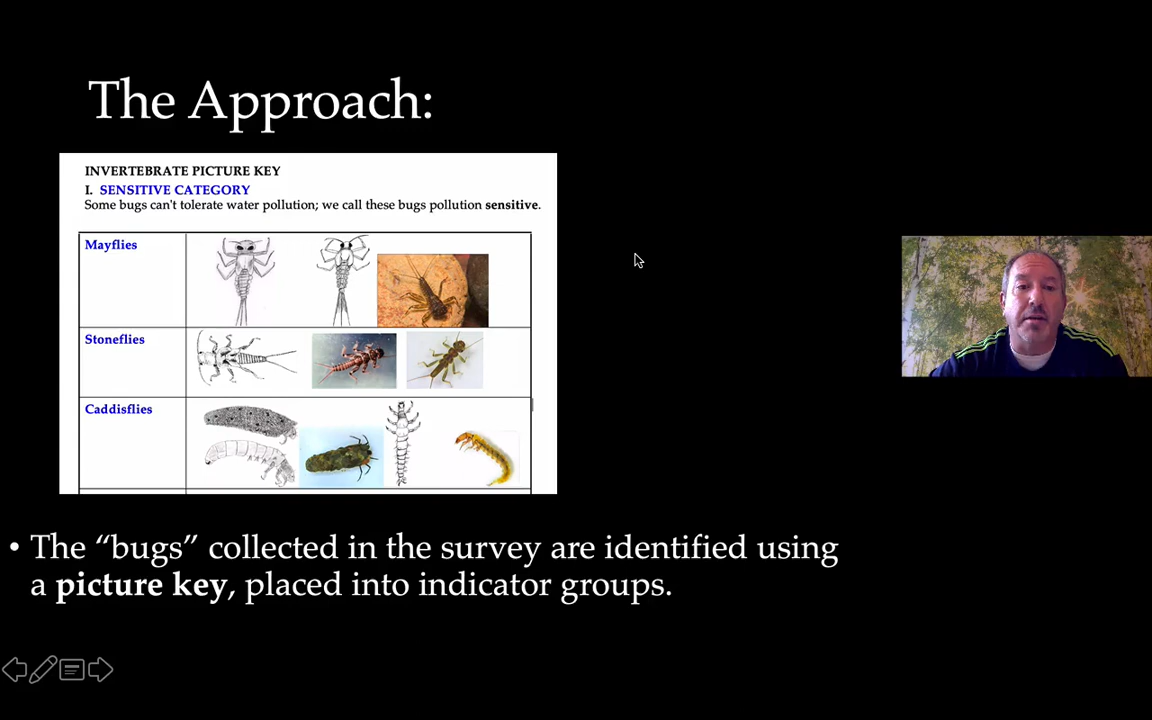 The Approach:
INVERTEBRATE PICTURE KEY
I. SENSITIVE CATEGORY
Some bugs can't tolerate water pollution; we call these bugs pollution sensitive.
Mayflies
Stoneflies
Caddisflies
• The “bugs” collected in the survey are identified using
a picture key, placed into indicator groups.